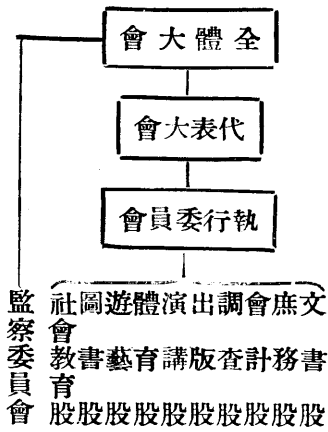 全體大會
代表大會
執行委員會
文書股
庶務股
會計股
調查股
出版股
演講股
體育股
遊藝股
圖書股
社會教育股
監察委員會